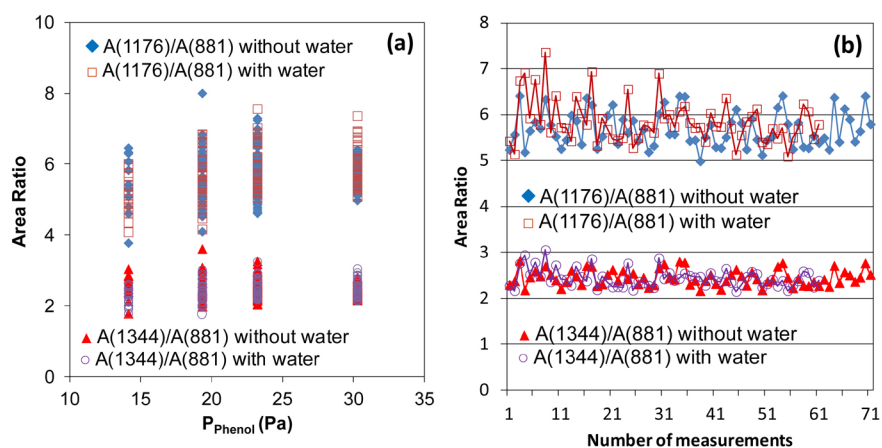 10
8
6
4
2
0
Area Ratio
A(1176)/A(881) without water
(a)
A(1176)/A(881) with water
A(1344)/A(881) without water
A(1344)/A(881) with water
10 15 20 25 30 35
P_Phenol (Pa)
8
7
6
5
4
3
2
1
0
Area Ratio
(b)
A(1176)/A(881) without water
A(1176)/A(881) with water
A(1344)/A(881) without water
A(1344)/A(881) with water
1 11 21 31 41 51 61 71
Number of measurements